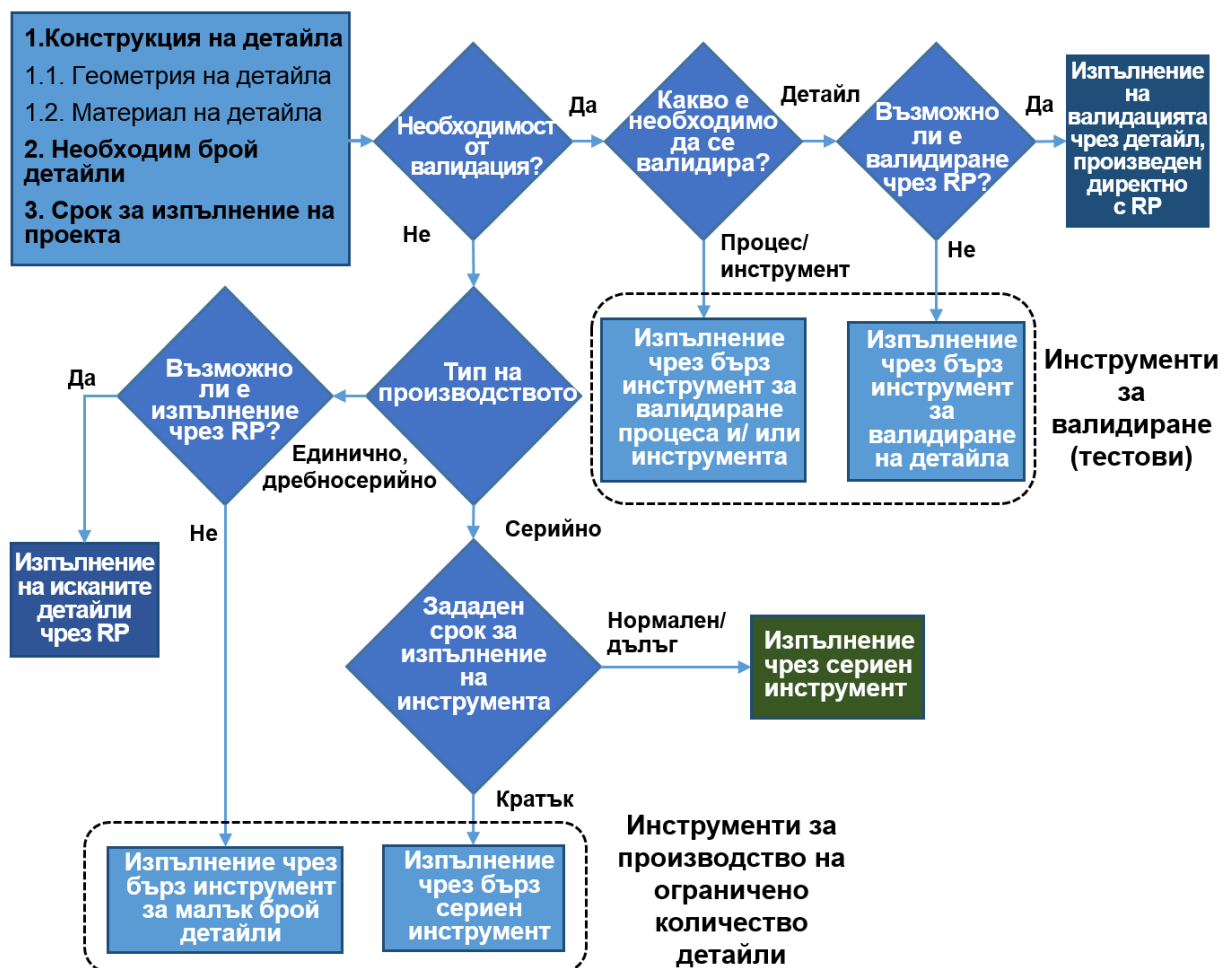 1.Конструкция на детайла
1.1. Геометрия на детайла
1.2. Материал на детайла
2. Необходим брой
детайли
3. Срок за изпълнение на
проекта
Необходимост
от
валидация?
Да
Какво е
необходимо
да се
валидира?
Детайл
Възможно
ли е
валидиране
чрез RP?
Да
Изпълнение
на
валидацията
чрез детайл,
произведен
директно
с RP
Не
Процес/
инструмент
Не
Изпълнение
чрез бърз
инструмент за
валидиране
процеса и/ или
инструмента
Изпълнение
чрез бърз
инструмент
за
валидиране
на детайла
Инструменти
за
валидиране
(тестови)
Тип на
производството
Възможно
ли е
изпълнение
чрез RP?
Да
Единично,
дребносерийно
Не
Серийно
Изпълнение
на исканите
детайли
чрез RP
Зададен
срок за
изпълнение
на
инструмента
Нормален/
дълъг
Изпълнение
чрез сериен
инструмент
Кратък
Изпълнение чрез
бърз инструмент
за малък брой
детайли
Изпълнение
чрез бърз
сериен
инструмент
Инструменти за
производство на
ограничено
количество
детайли